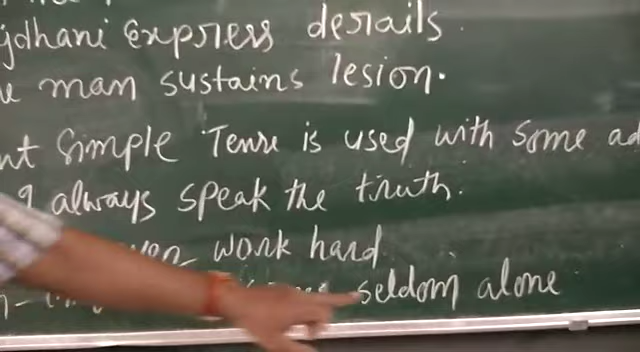 jdhani Express derails.
man sustains lesion.
nt Simple Tense is used with some ad
I always speak the truth.
work hard
seldom alone